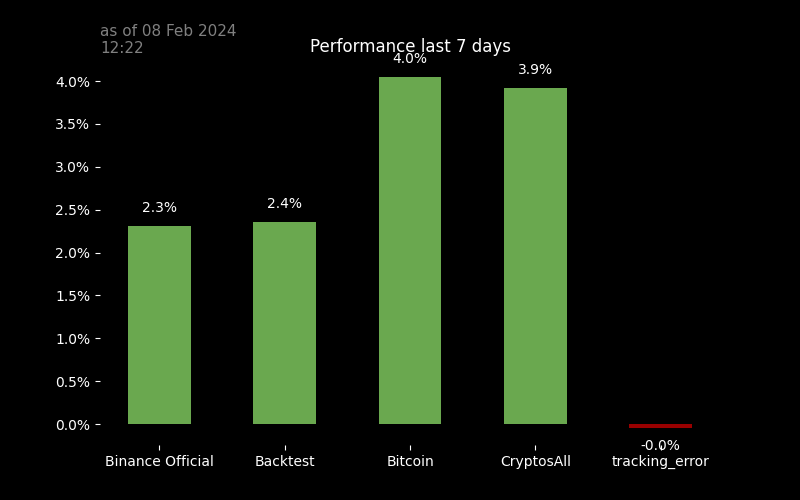 as of 08 Feb 2024
12:22
Performance last 7 days
4.0%
3.9%
4.0%
3.5%
3.0%
2.5%
2.3%
2.4%
2.0%
1.5%
1.0%
0.5%
0.0%
-0.0%
Binance Official
Backtest
Bitcoin
CryptosAll
tracking_error